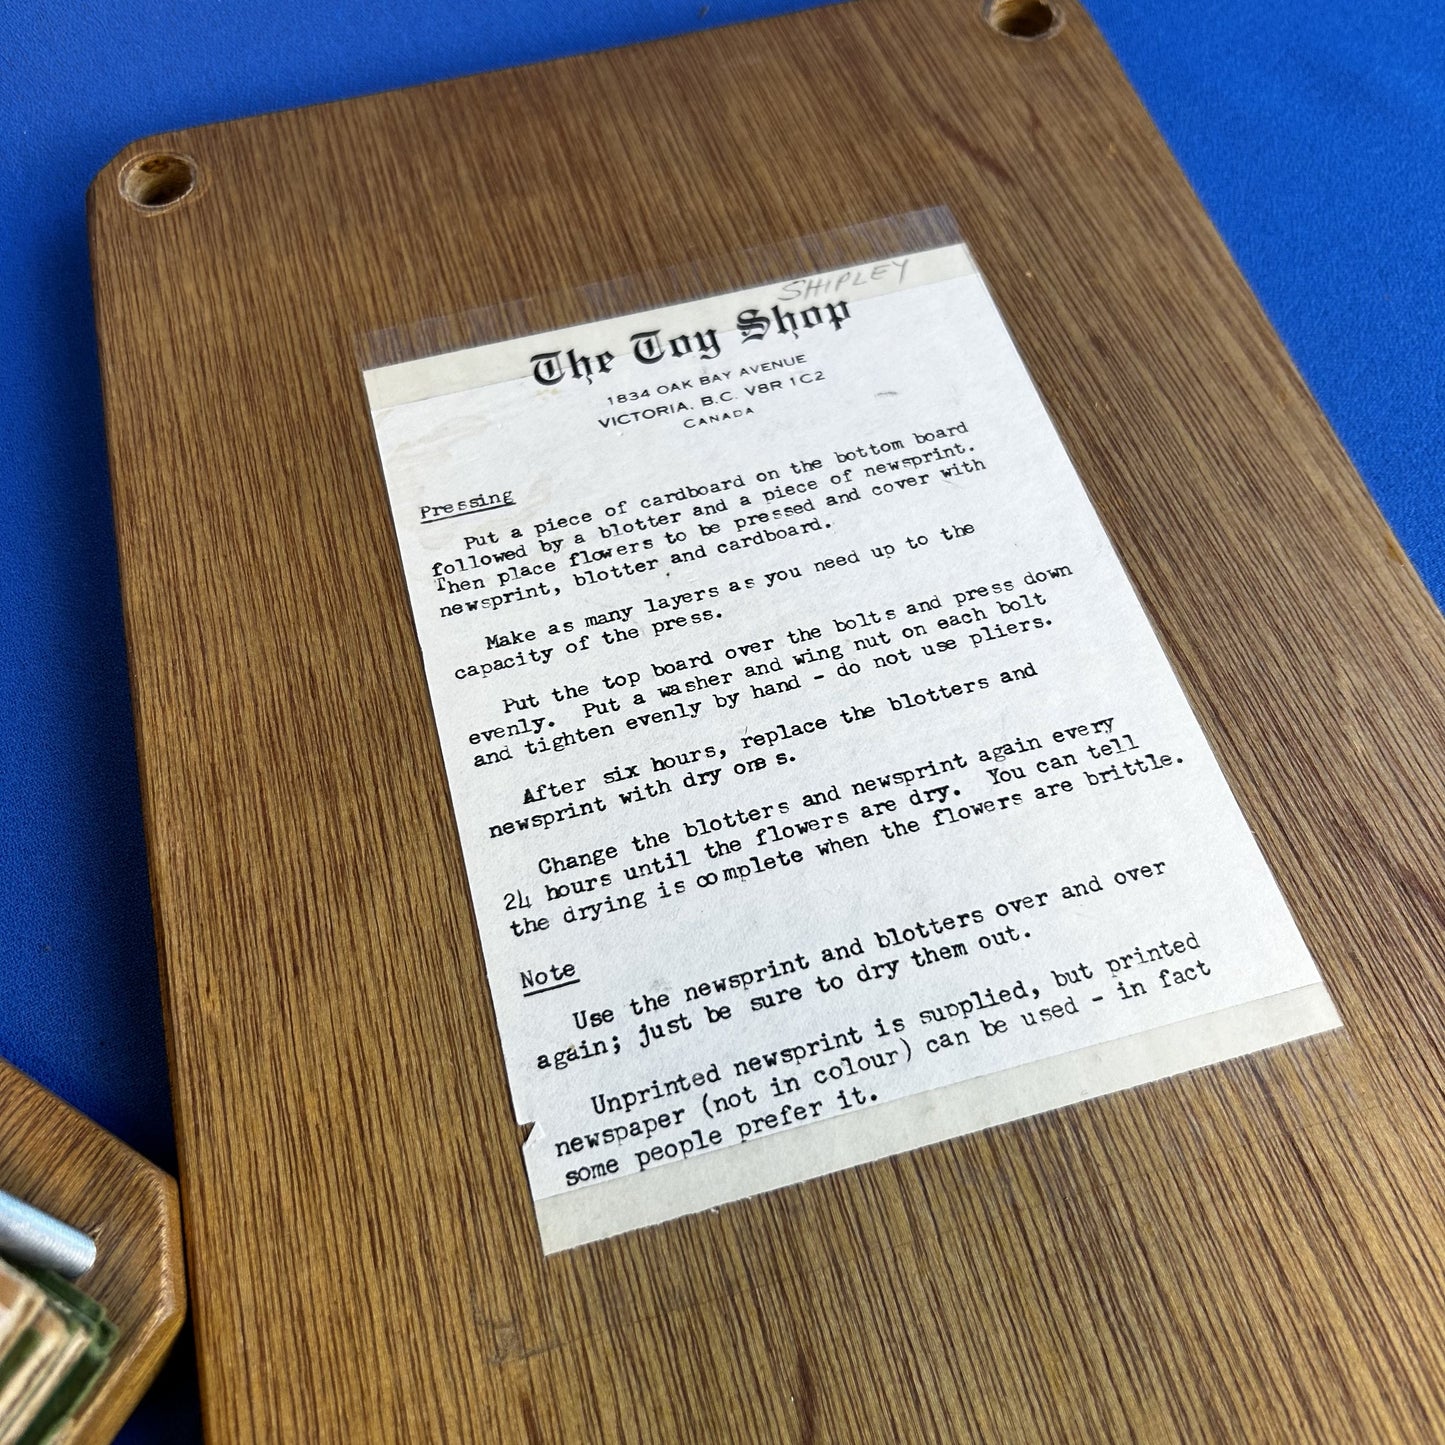 SHIPLEY
The Toy Shop
1834 OAK BAY AVENUE
VICTORIA, B.C. V8R 1C2
CANADA
Pressing
Put a piece of cardboard on the bottom board
followed by a blotter and a piece of newsprint.
Then place flowers to be pressed and cover with
newsprint, blotter and cardboard.
Make as many layers as you need up to the
capacity of the press.
Put the top board over the bolts and press down
evenly. Put a washer and wing nut on each bolt
and tighten evenly by hand - do not use pliers.
After six hours, replace the blotters and
newsprint with dry ones.
Change the blotters and newsprint again every
24 hours until the flowers are dry. You can tell
the drying is complete when the flowers are brittle.
Note
Use the newsprint and blotters over and over
again; just be sure to dry them out.
Unprinted newsprint is supplied, but printed
newspaper (not in colour) can be used - in fact
some people prefer it.